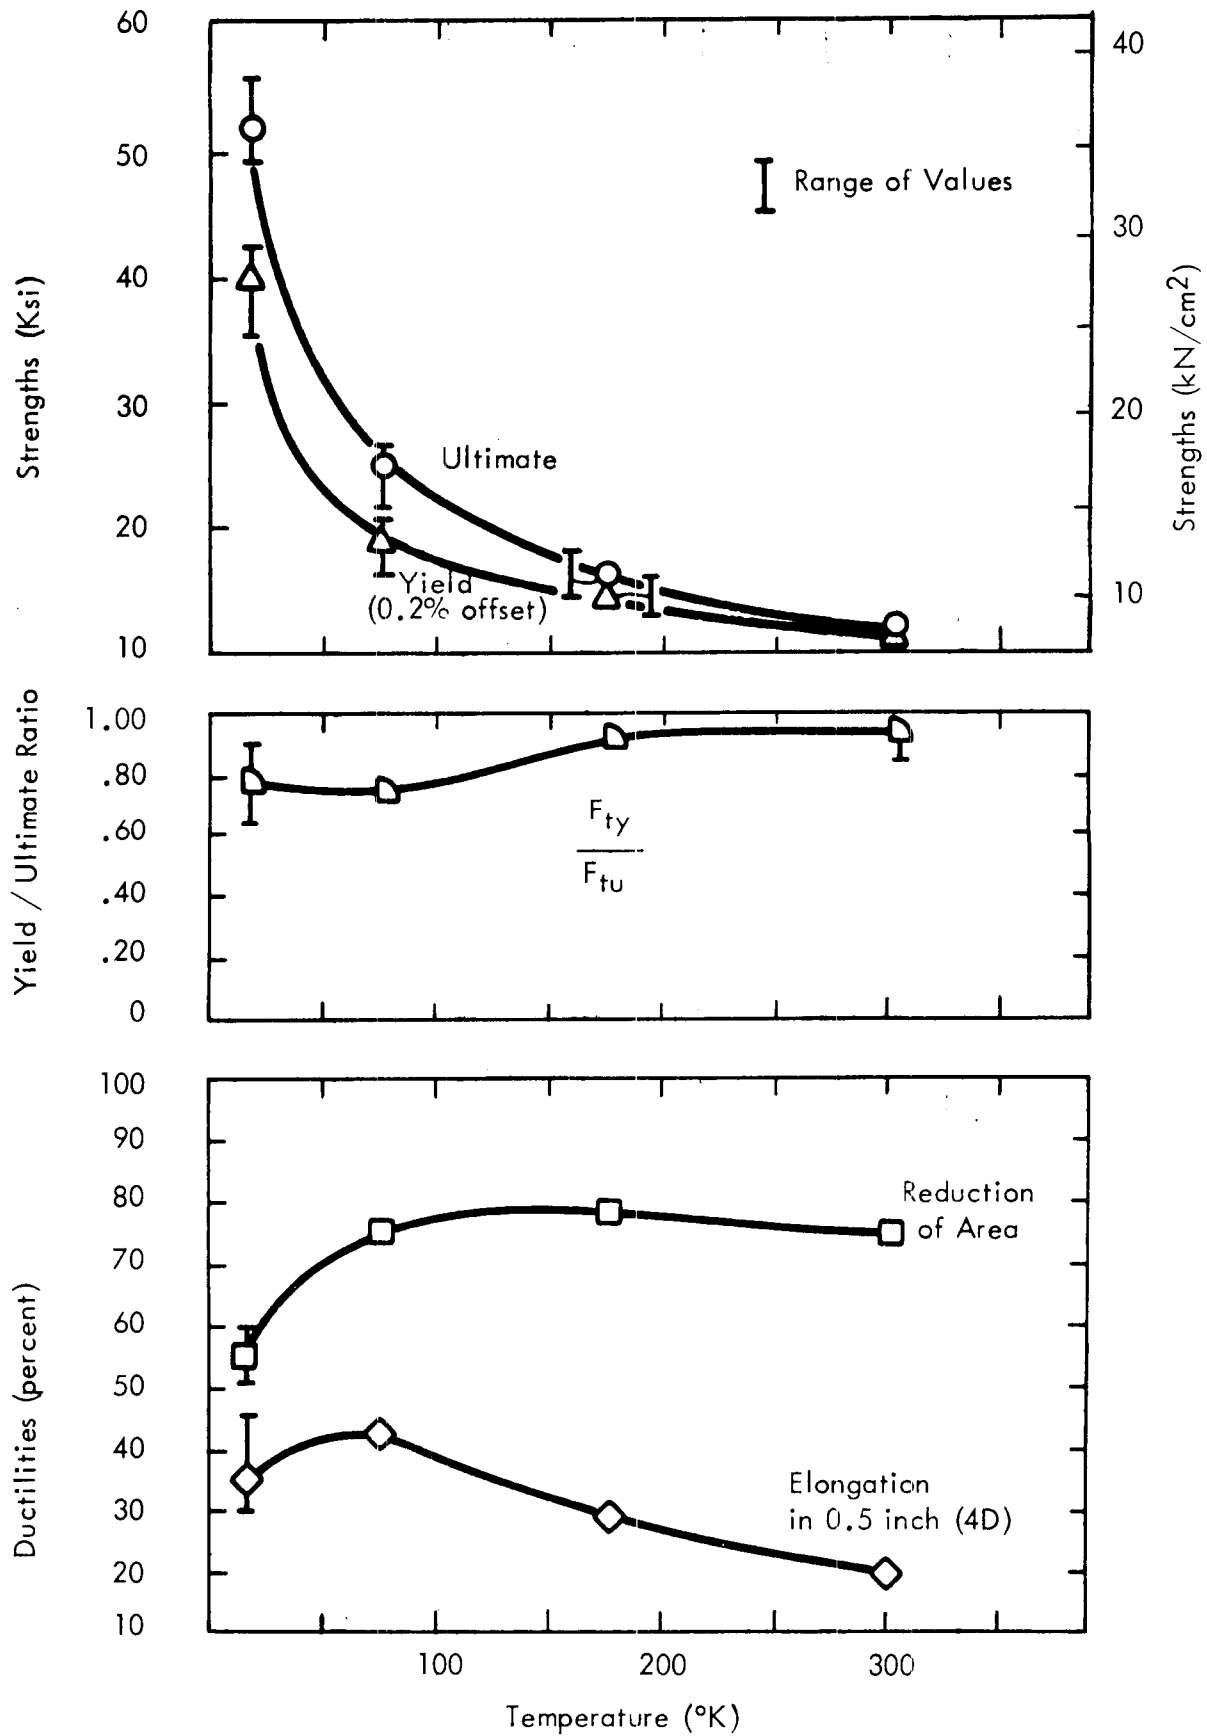 60
50
40
30
20
10
Strengths (Ksi)
40
30
20
10
Strengths (kN/cm2)
Range of Values
Ultimate
Yield
(0.2% offset)
1.00
.80
.60
.40
.20
0
Yield / Ultimate Ratio
Fty
Ftu
100
90
80
70
60
50
40
30
20
10
Ductilities (percent)
Reduction
of Area
Elongation
in 0.5 inch (4D)
100 200 300
Temperature (°K)